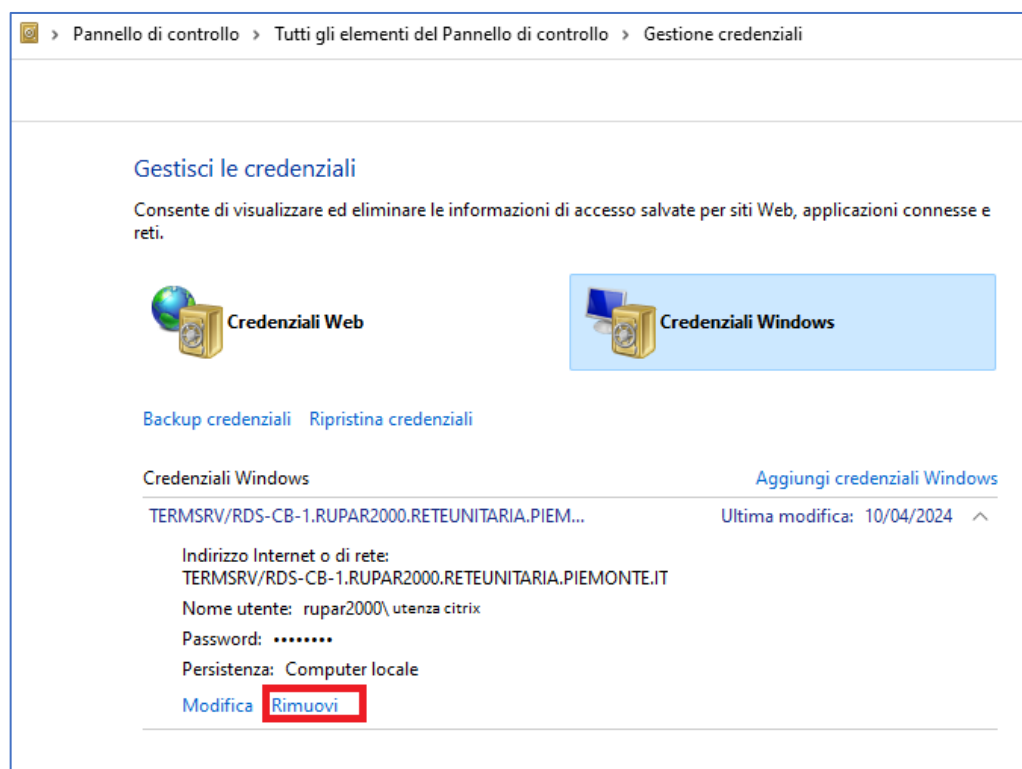 Pannello di controllo > Tutti gli elementi del Pannello di controllo > Gestione credenziali
Gestisci le credenziali
Consente di visualizzare ed eliminare le informazioni di accesso salvate per siti Web, applicazioni connesse e
reti.
Credenziali Web
Credenziali Windows
Backup credenziali Ripristina credenziali
Credenziali Windows Aggiungi credenziali Windows
TERMSRV/RDS-CB-1.RUPAR2000.RETEUNITARIA.PIEM... Ultima modifica: 10/04/2024
Indirizzo Internet o di rete:
TERMSRV/RDS-CB-1.RUPAR2000.RETEUNITARIA.PIEMONTE.IT
Nome utente: rupar2000\ utenza citrix
Password: ••••••••
Persistenza: Computer locale
Modifica Rimuovi